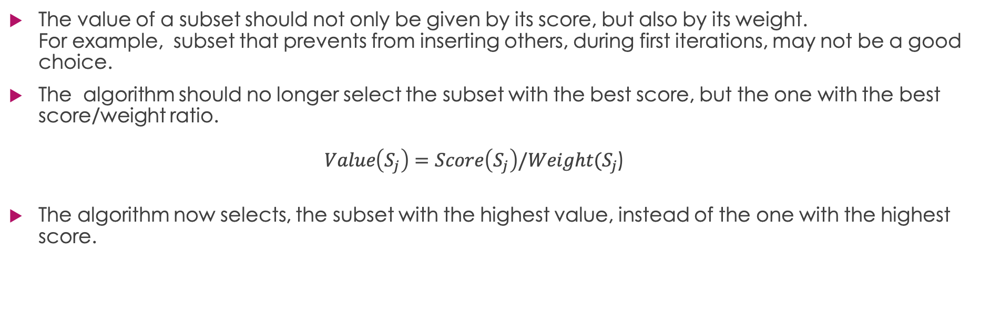 The value of a subset should not only be given by its score, but also by its weight.
For example, subset that prevents from inserting others, during first iterations, may not be a good
choice.
The algorithm should no longer select the subset with the best score, but the one with the best
score/weight ratio.
Value(Sⱼ) = Score(Sⱼ)/Weight(Sⱼ)
The algorithm now selects, the subset with the highest value, instead of the one with the highest
score.